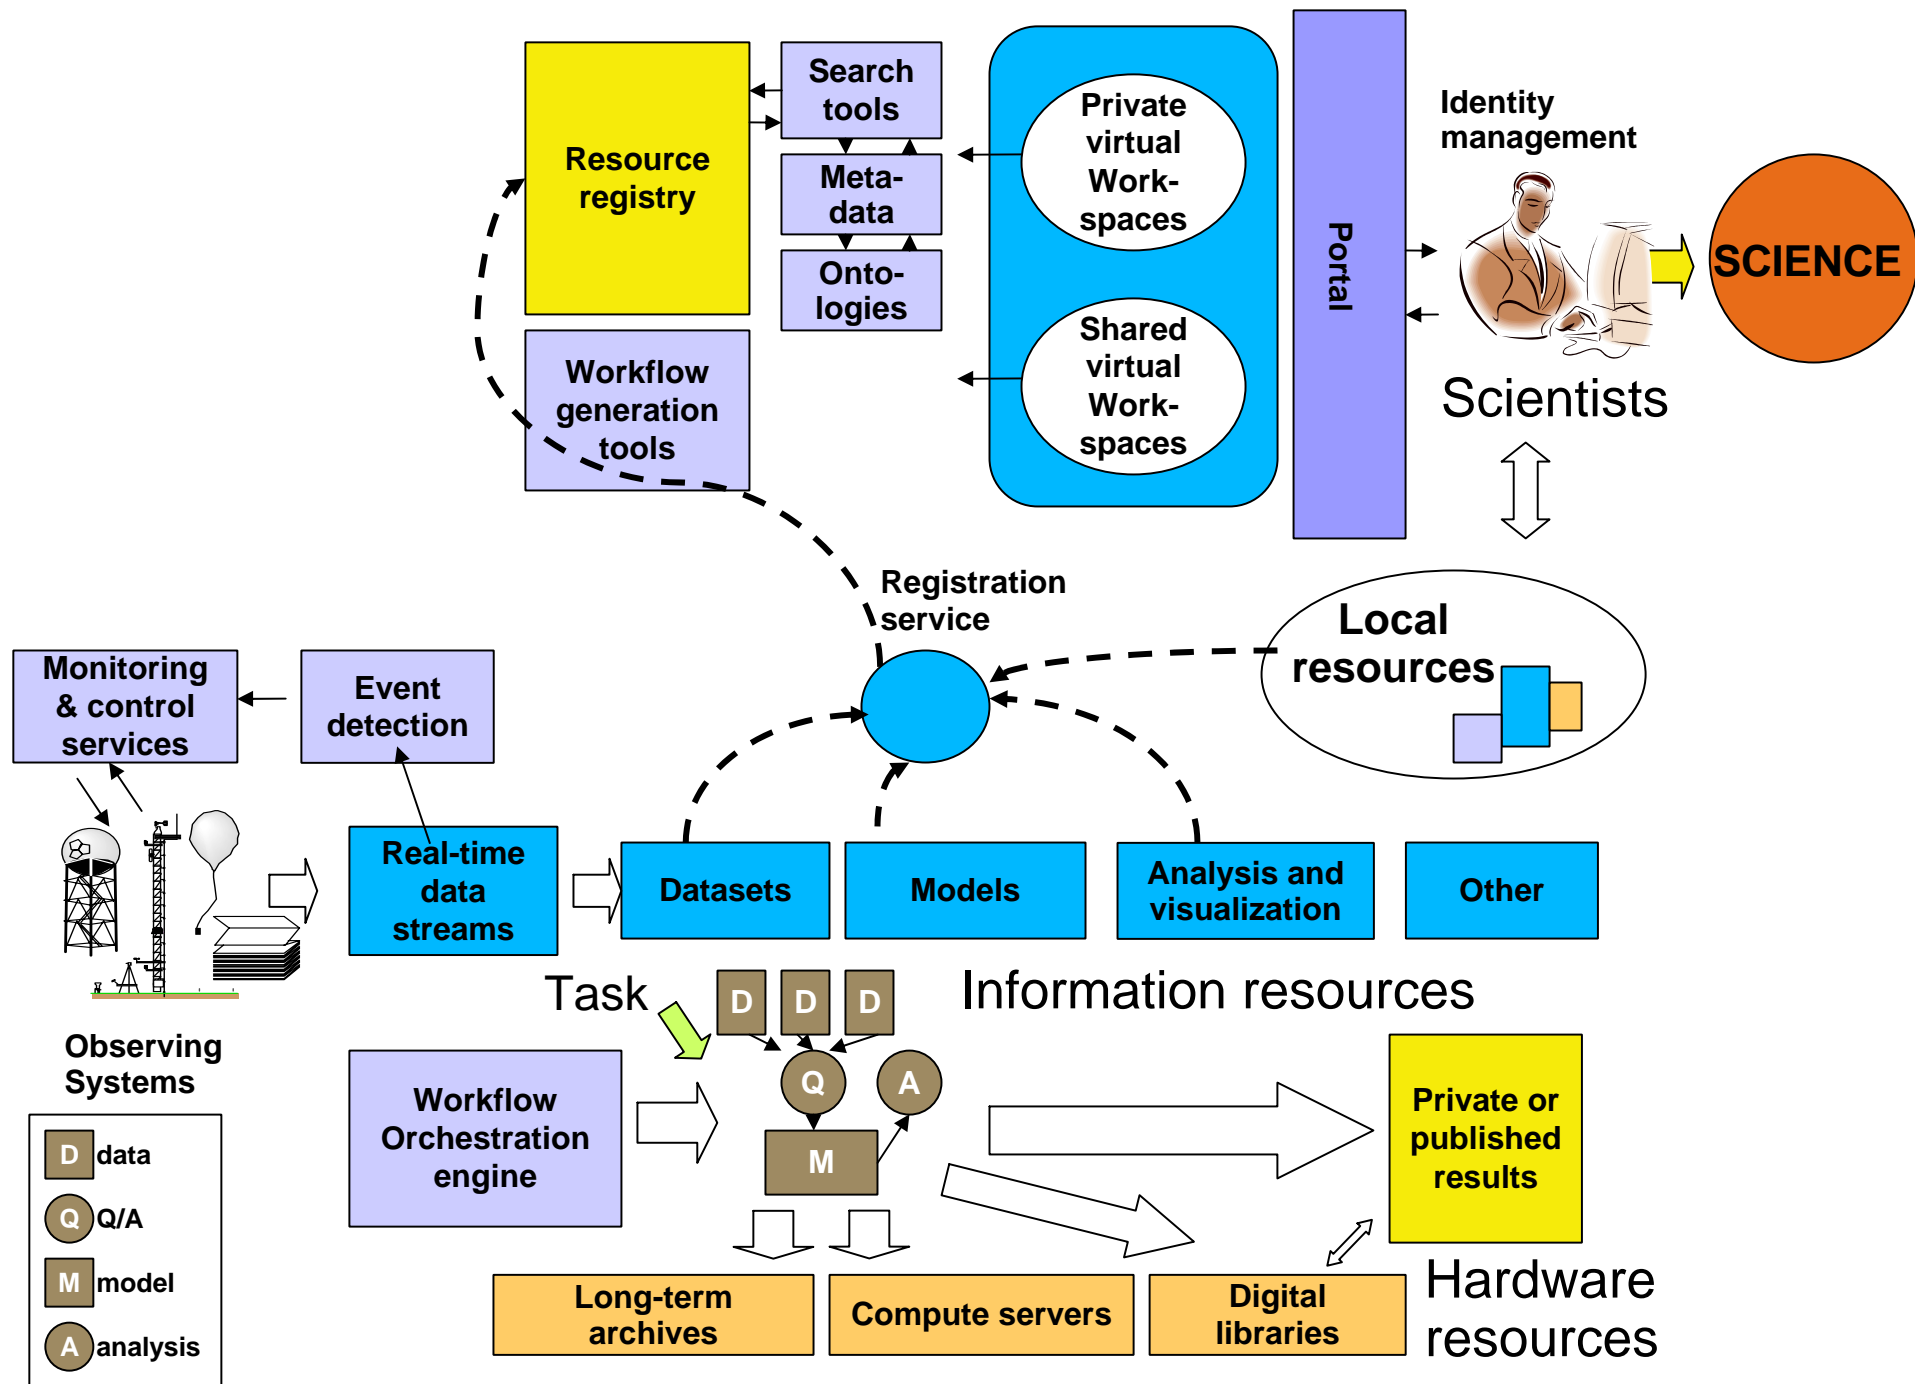 Search
tools
Resource
registry
Meta-
data
Onto-
logies
Workflow
generation
tools
Private
virtual
Work-
spaces
Shared
virtual
Work-
spaces
Portal
Identity
management
SCIENCE
Scientists
Registration
service
Local
resources
Monitoring
& control
services
Event
detection
Real-time
data
streams
Datasets
Models
Analysis and
visualization
Other
Information resources
Task
D D D
Q A
M
Observing
Systems
D data
Q Q/A
M model
A analysis
Workflow
Orchestration
engine
Private or
published
results
Long-term
archives
Compute servers
Digital
libraries
Hardware
resources